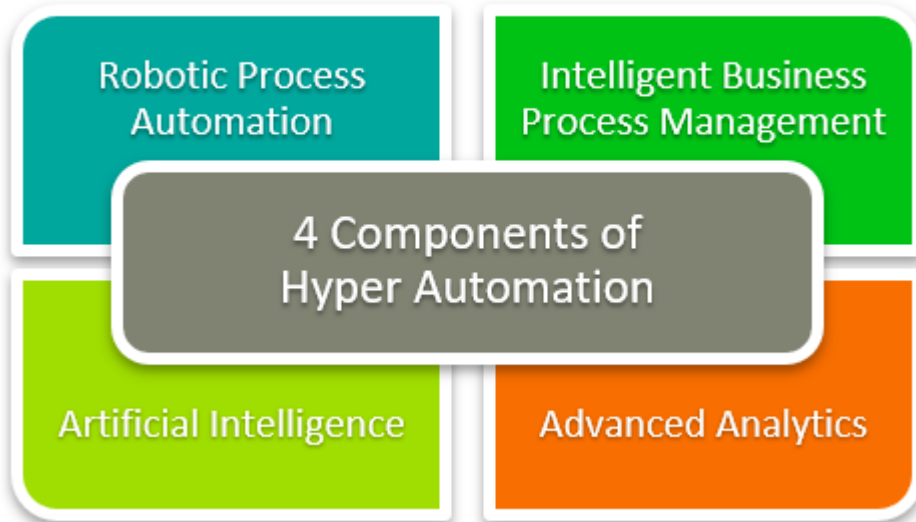 Robotic Process
Automation
Intelligent Business
Process Management
4 Components of
Hyper Automation
Artificial Intelligence
Advanced Analytics